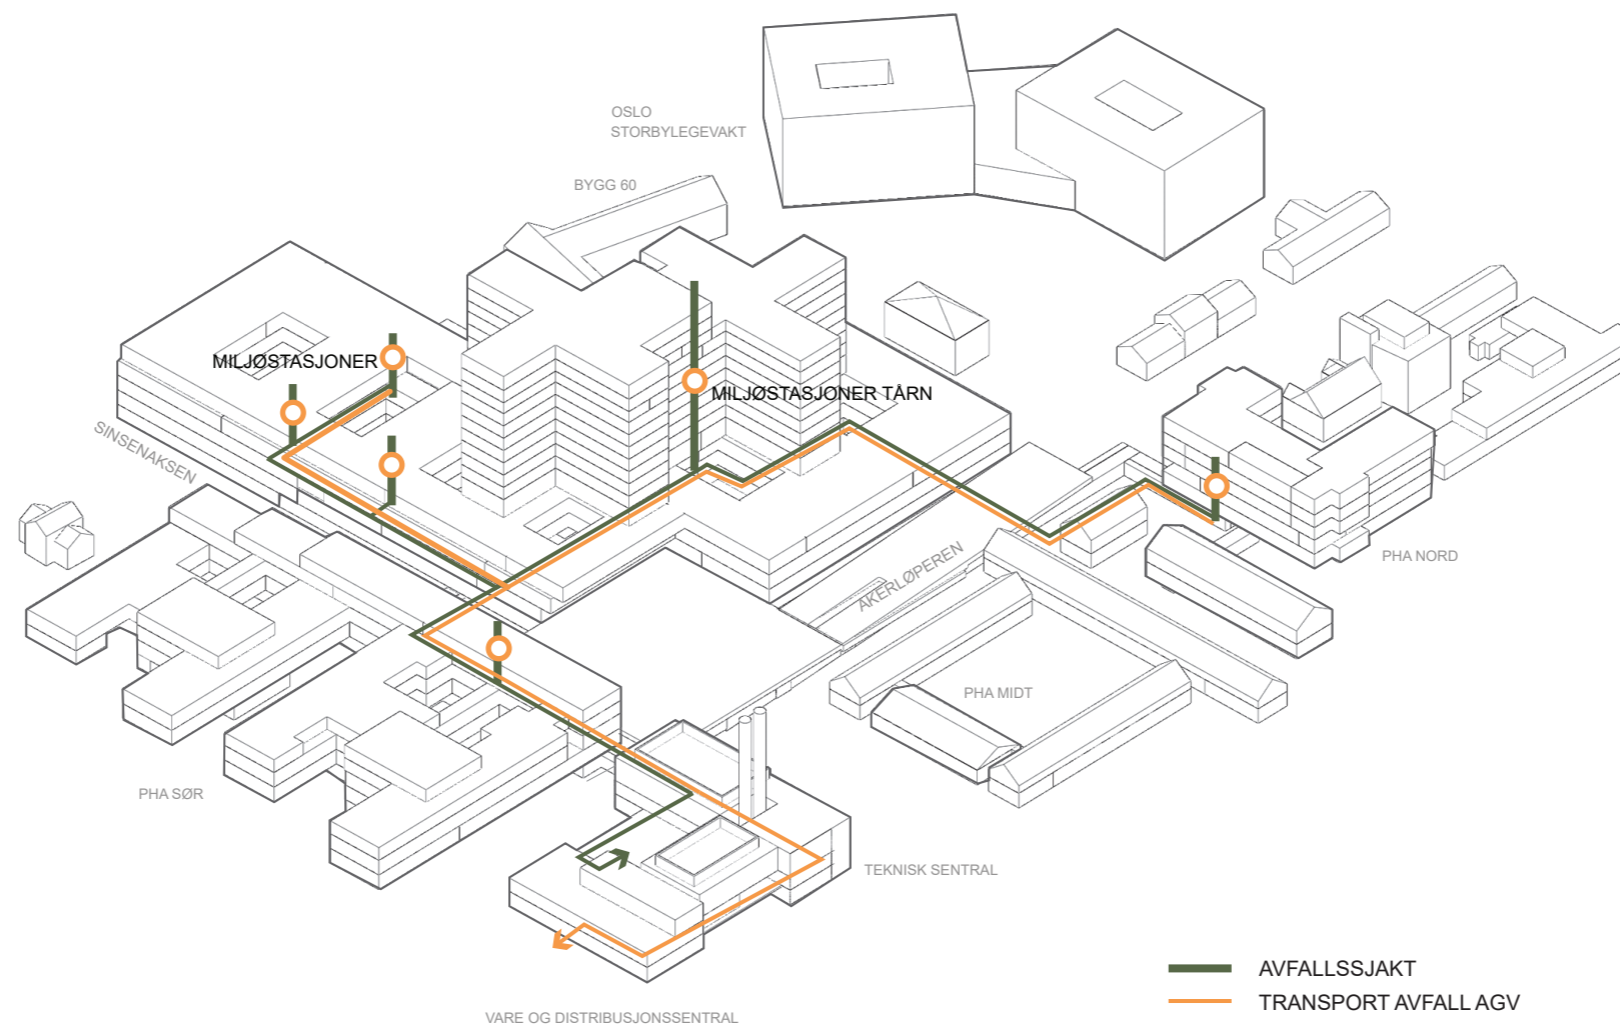 OSLO
STORBYLEGEVAKT
BYGG 60
MILJØSTASJONER
MILJØSTASJONER TÅRN
SINSENAKSEN
AKERLØPEREN
PHA NORD
PHA MIDT
PHA SØR
TEKNISK SENTRAL
VARE OG DISTRIBUSJONSSENTRAL
AVFALLSSJAKT
TRANSPORT AVFALL AGV